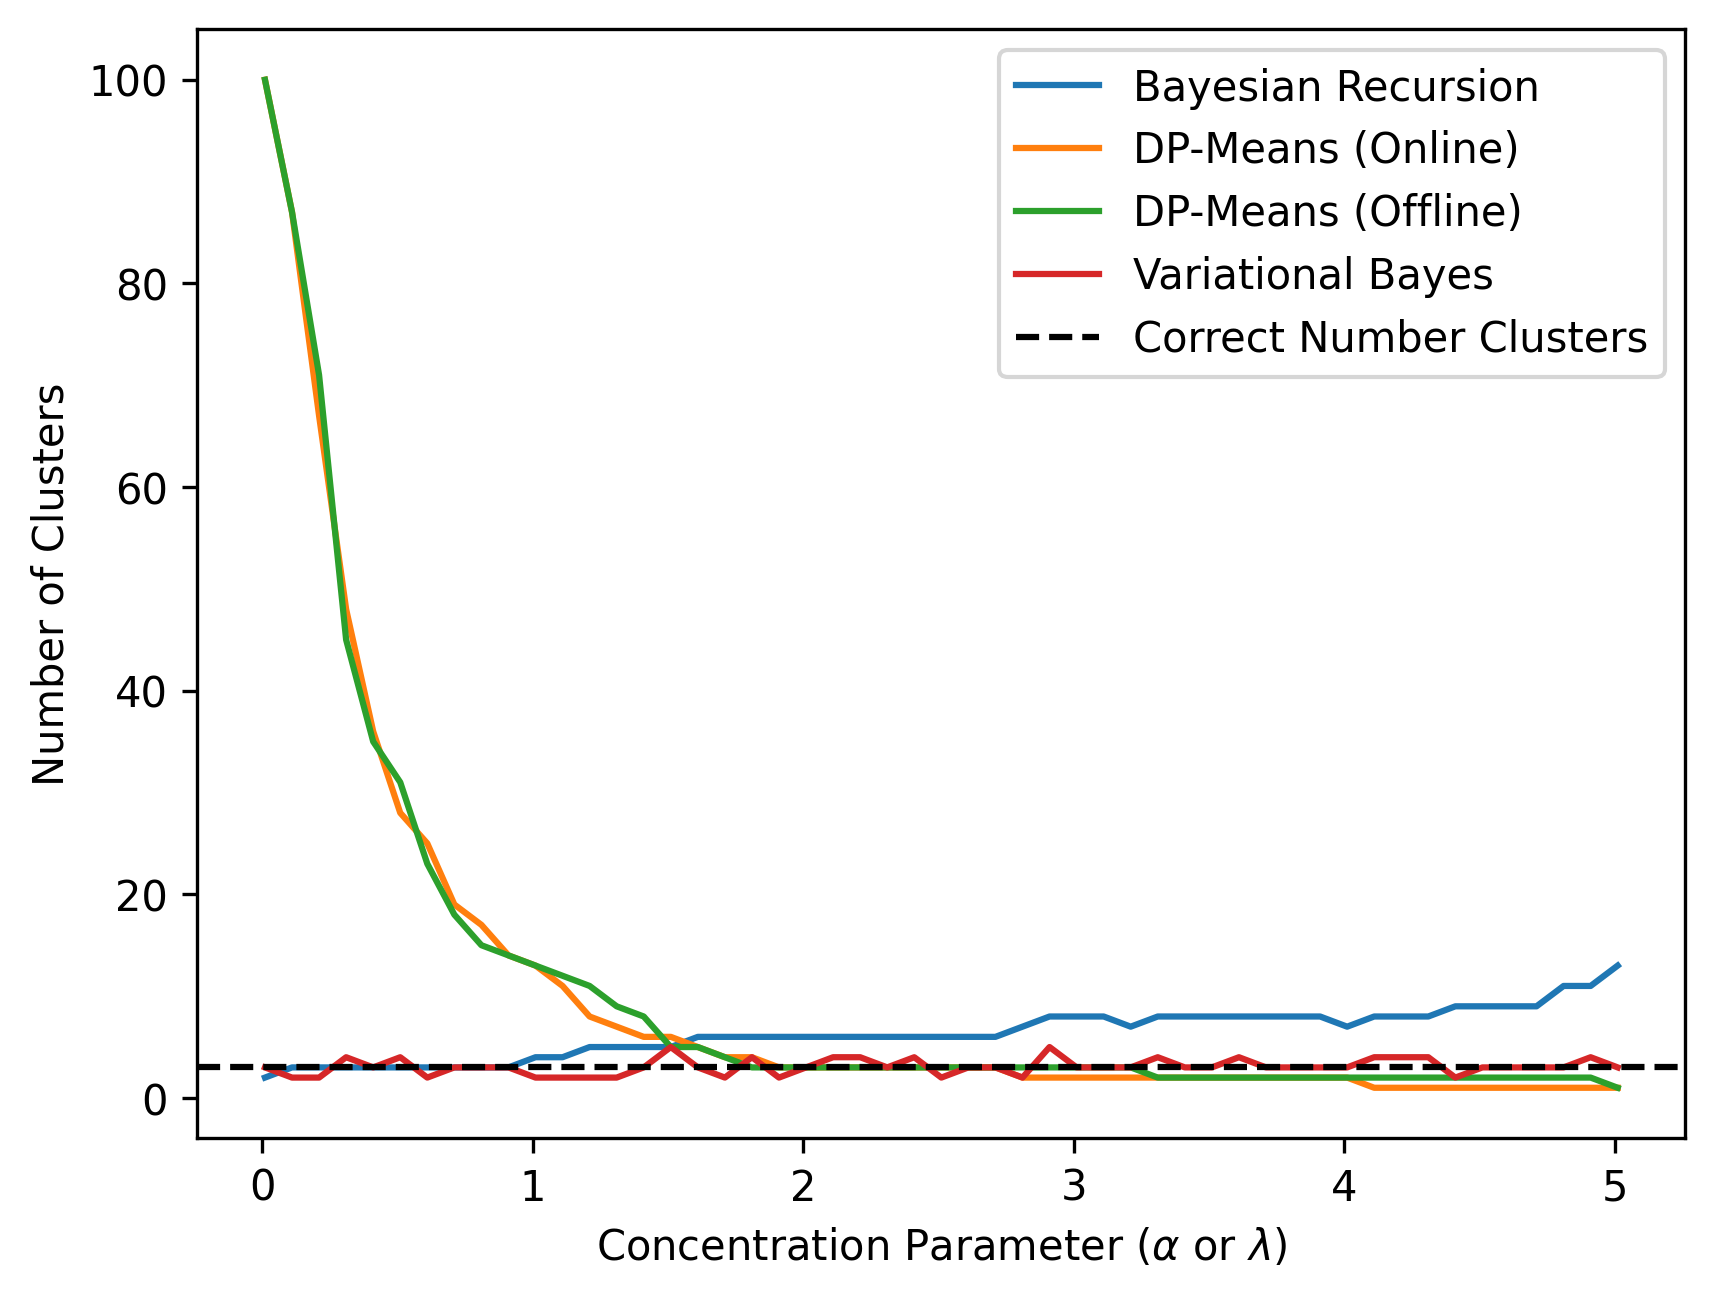 100
80
60
40
20
0
Number of Clusters
Bayesian Recursion
DP-Means (Online)
DP-Means (Offline)
Variational Bayes
Correct Number Clusters
0 1 2 3 4 5
Concentration Parameter (α or λ)